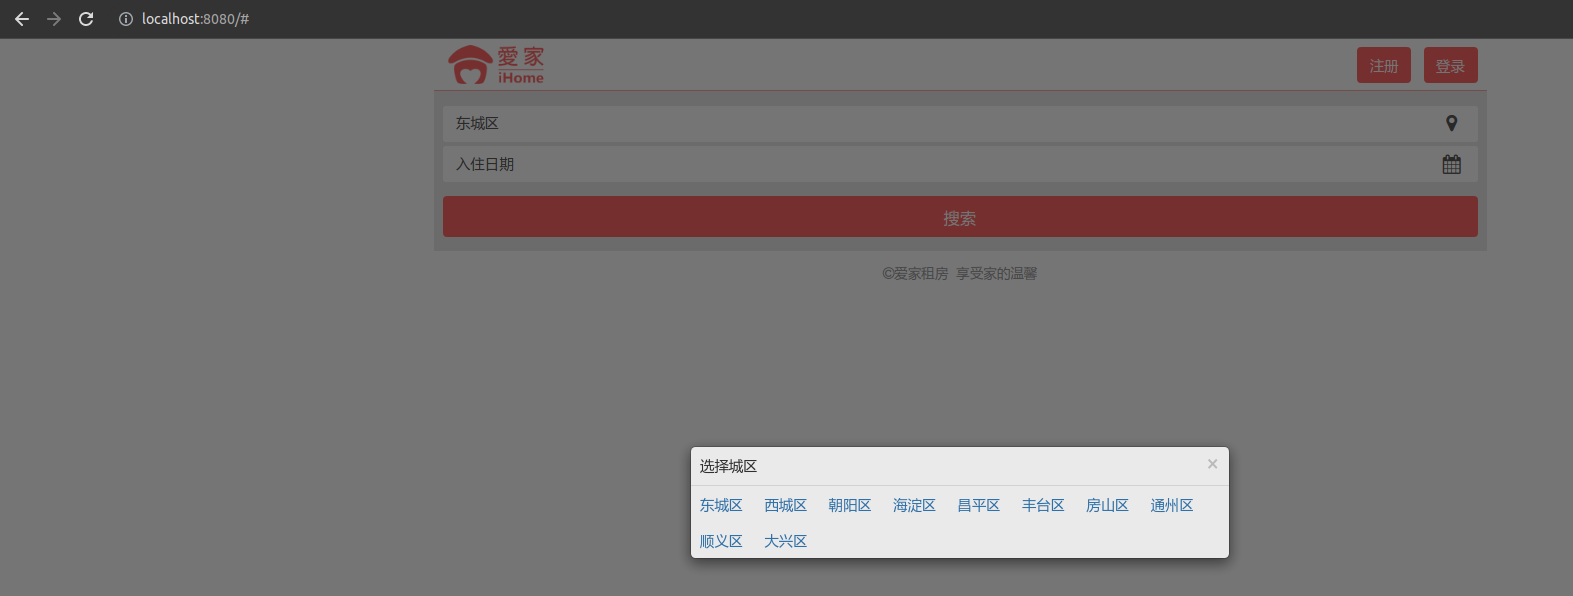 localhost:8080/#
愛家
iHome
注册 登录
东城区
入住日期
搜索
©爱家租房 享受家的温馨
选择城区 ×
东城区 西城区 朝阳区 海淀区 昌平区 丰台区 房山区 通州区
顺义区 大兴区